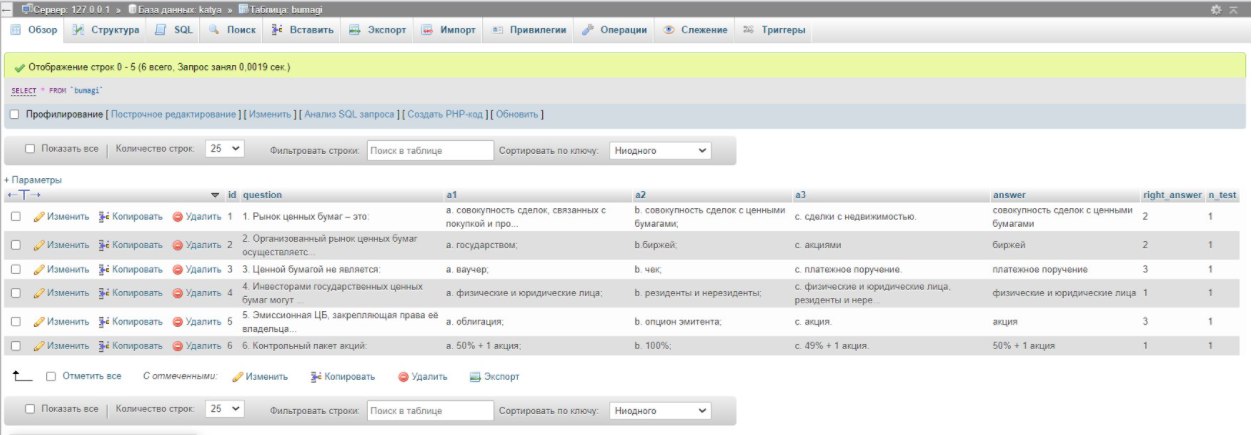 Сервер: 127.0.0.1 » База данных: katya » Таблица: bumagi
Обзор Структура SQL Поиск Вставить Экспорт Импорт Привилегии Операции Слежение Триггеры
Отображение строк 0 - 5 (6 всего, Запрос занял 0,0019 сек.)
SELECT * FROM `bumagi`
Профилирование [ Построчное редактирование ] [ Изменить ] [ Анализ SQL запроса ] [ Создать PHP-код ] [ Обновить ]
Показать все | Количество строк: 25 Фильтровать строки: Поиск в таблице Сортировать по ключу: Ниодного
+ Параметры
←T→ id question a1 a2 a3 answer right_answer n_test
Изменить Копировать Удалить 1 1. Рынок ценных бумаг – это: a. совокупность сделок, связанных с покупкой и про... b. совокупность сделок с ценными бумагами; c. сделки с недвижимостью. совокупность сделок с ценными бумагами 2 1
Изменить Копировать Удалить 2 2. Организованный рынок ценных бумаг осуществляетс... a. государством; b.биржей; c. акциями биржей 2 1
Изменить Копировать Удалить 3 3. Ценной бумагой не является: a. ваучер; b. чек; c. платежное поручение. платежное поручение 3 1
Изменить Копировать Удалить 4 4. Инвесторами государственных ценных бумаг могут ... a. физические и юридические лица; b. резиденты и нерезиденты; c. физические и юридические лица, резиденты и нере... физические и юридические лица 1 1
Изменить Копировать Удалить 5 5. Эмиссионная ЦБ, закрепляющая права её владельца... a. облигация; b. опцион эмитента; c. акция. акция 3 1
Изменить Копировать Удалить 6 6. Контрольный пакет акций: a. 50% + 1 акция; b. 100%; c. 49% + 1 акция. 50% + 1 акция 1 1
Отметить все С отмеченными: Изменить Копировать Удалить Экспорт
Показать все | Количество строк: 25 Фильтровать строки: Поиск в таблице Сортировать по ключу: Ниодного